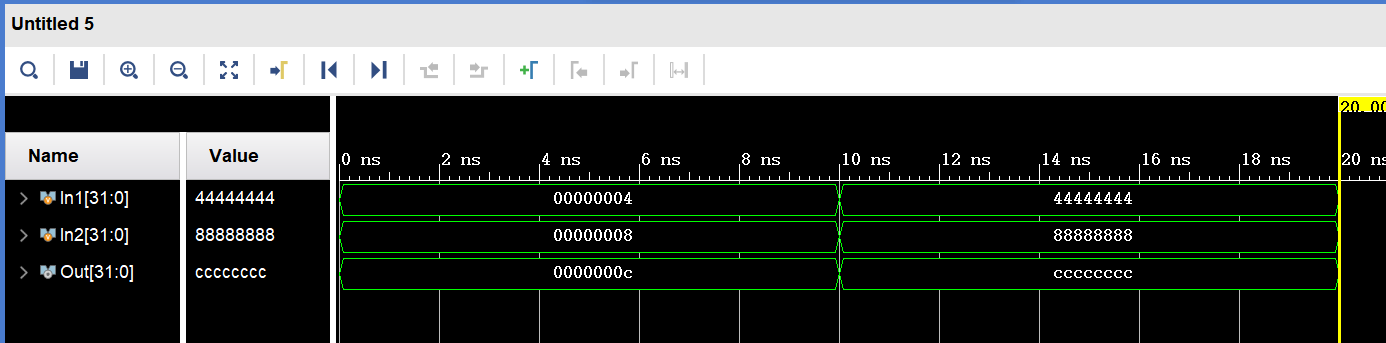 Untitled 5
20.00
Name Value
0 ns 2 ns 4 ns 6 ns 8 ns 10 ns 12 ns 14 ns 16 ns 18 ns 20 ns
In1[31:0] 44444444 00000004 44444444
In2[31:0] 88888888 00000008 88888888
Out[31:0] cccccccc 0000000c cccccccc